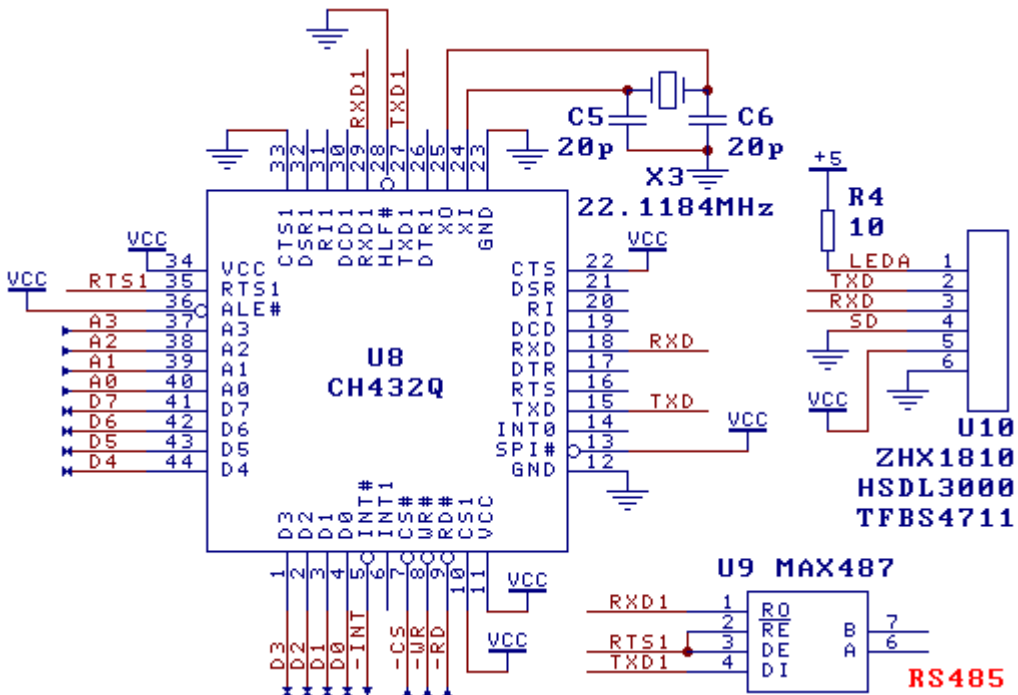 RXD1
TXD1
C5
20p
C6
20p
X3
22.1184MHz
33
32
31
30
29
28
27
26
25
24
23
CTS1
DSR1
DRI1
DCD1
RXD1
HLF#
TXD1
DTR1
XO
XI
GND
+5
R4
10
VCC
34
VCC
RTS1
35
RTS1
VCC
36
ALE#
A3
37
A3
A2
38
A2
A1
39
A1
A0
40
A0
D7
41
D7
D6
42
D6
D5
43
D5
D4
44
D4
U8
CH432Q
CTS
22
VCC
DSR
21
RI
20
DCD
19
RXD
18
RXD
DTR
17
RTS
16
TXD
15
TXD
INT0
14
SPI#
13
VCC
GND
12
LEDA
1
TXD
2
RXD
3
SD
4
5
6
VCC
U10
ZHX1810
HSDL3000
TFBS4711
D3
D2
D1
D0
INT#
INT1
CS#
WR#
RD#
CS1
VCC
1
2
3
4
5
6
7
8
9
10
11
VCC
VCC
D3
D2
D1
D0
-INT
-CS
-WR
-RD
U9 MAX487
RXD1
1
RO
2
RE
RTS1
3
DE
TXD1
4
DI
B
7
A
6
RS485